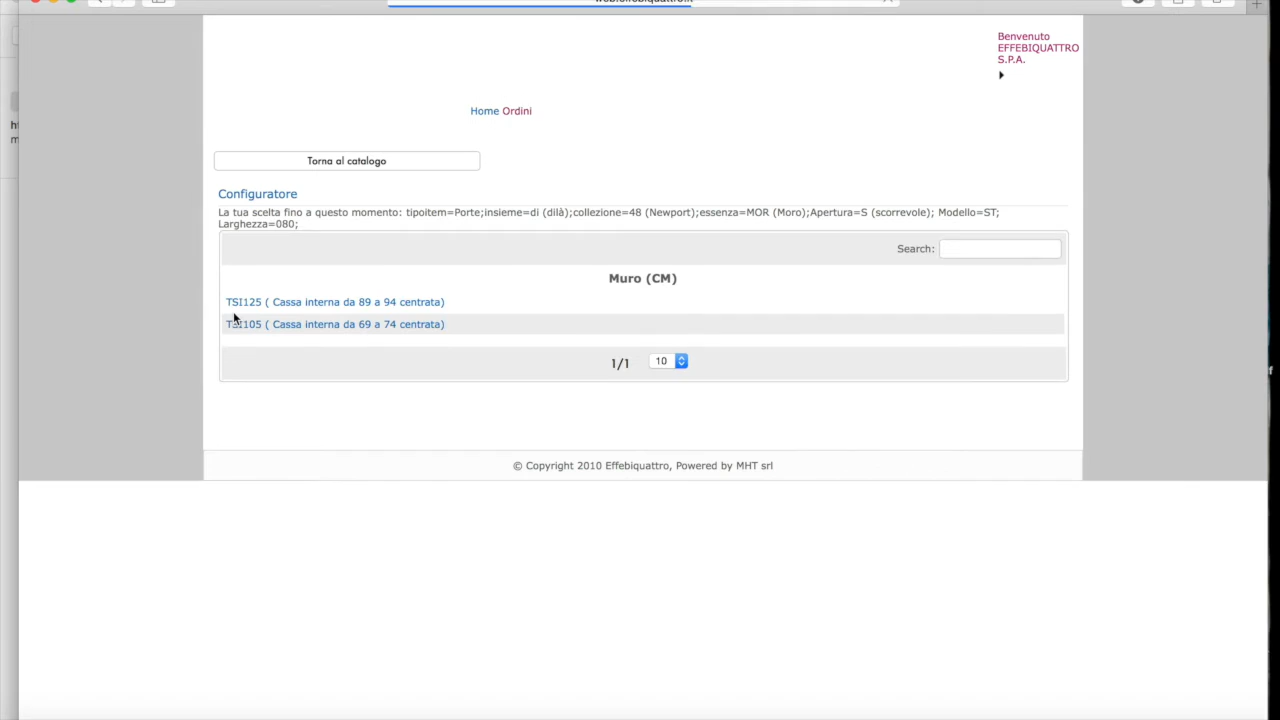 Benvenuto
EFFEBIQUATTRO
S.P.A.
Home Ordini
Torna al catalogo
Configuratore
La tua scelta fino a questo momento: tipoitem=Porte;insieme=di (dilà);collezione=48 (Newport);essenza=MOR (Moro);Apertura=S (scorrevole); Modello=ST;
Larghezza=080;
Search:
Muro (CM)
TSI125 ( Cassa interna da 89 a 94 centrata)
TSI105 ( Cassa interna da 69 a 74 centrata)
1/1 10
© Copyright 2010 Effebiquattro, Powered by MHT srl